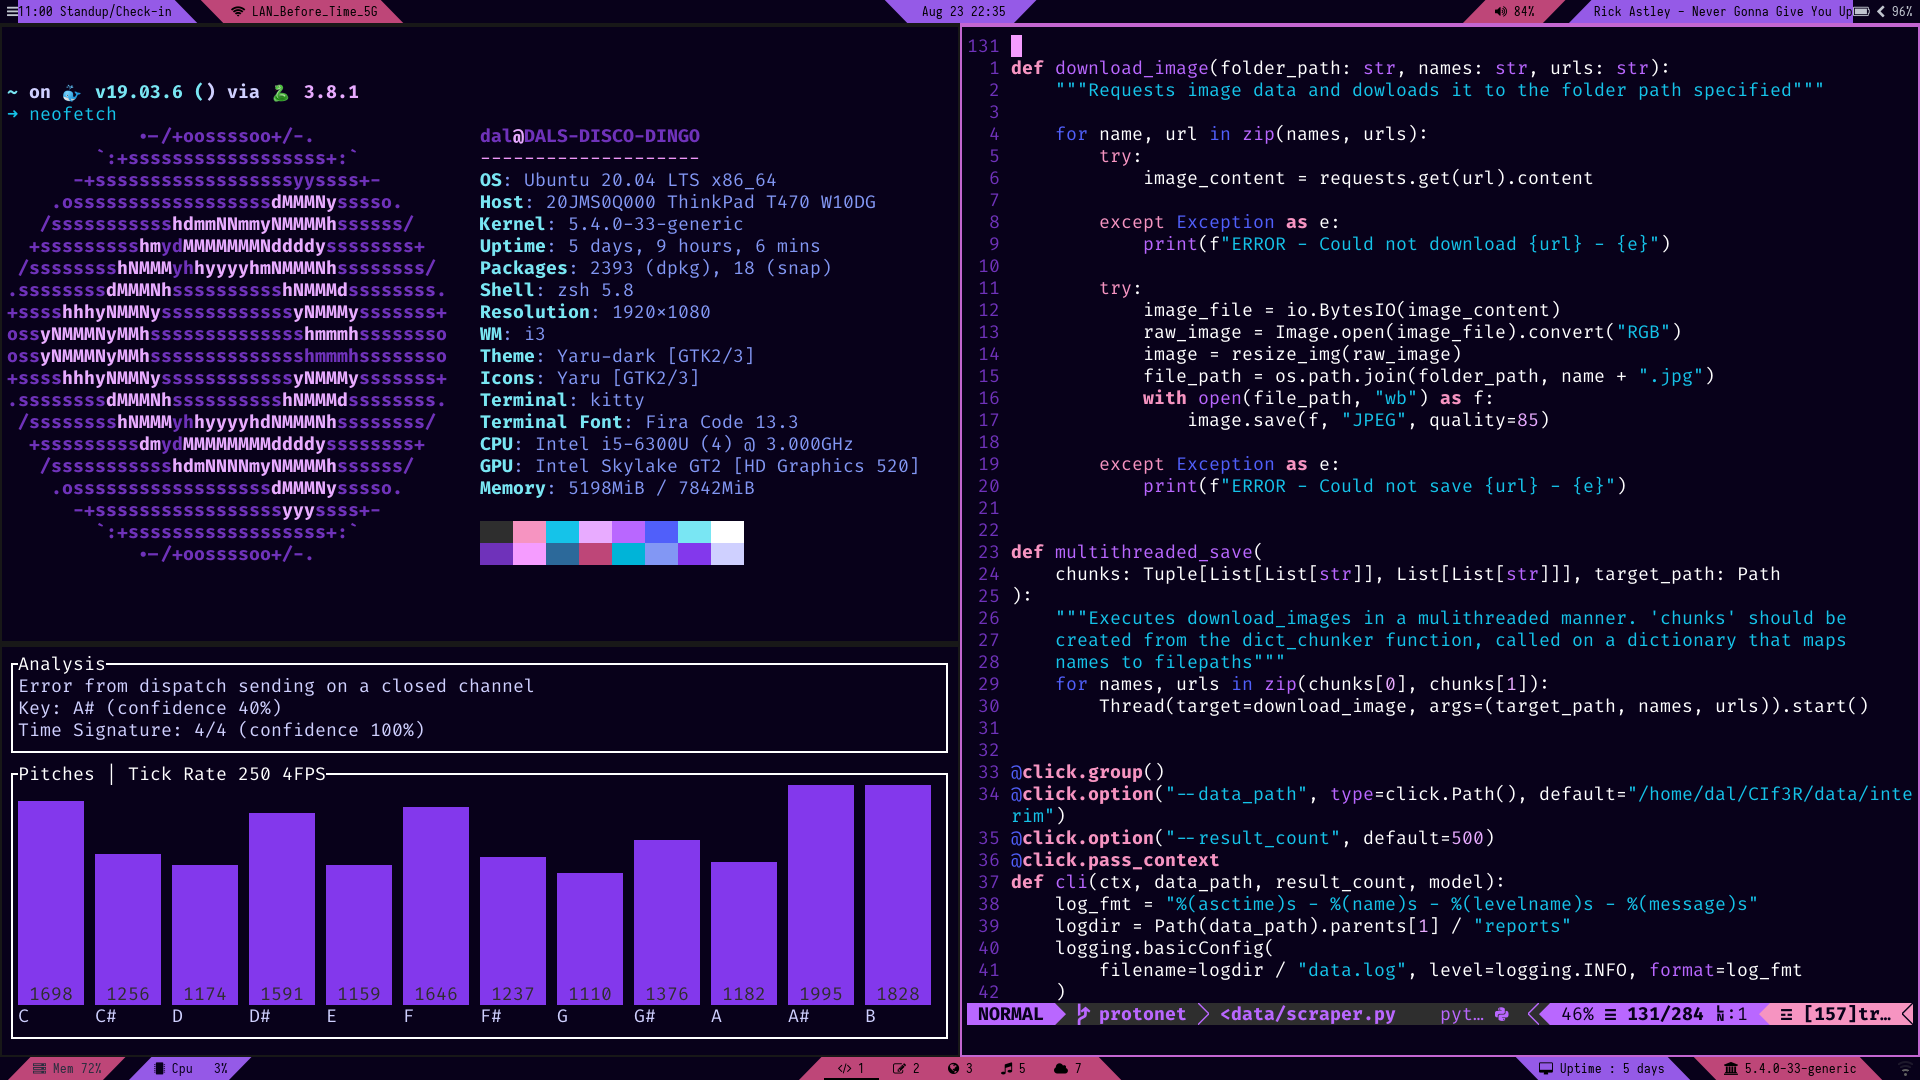 11:00 Standup/Check-in
LAN_Before_Time_5G
Aug 23 22:35
84%
Rick Astley - Never Gonna Give You Up
96%
~ on v19.03.6 () via 3.8.1
→ neofetch
dal@DALS-DISCO-DINGO
--------------------
OS: Ubuntu 20.04 LTS x86_64
Host: 20JMS0Q000 ThinkPad T470 W10DG
Kernel: 5.4.0-33-generic
Uptime: 5 days, 9 hours, 6 mins
Packages: 2393 (dpkg), 18 (snap)
Shell: zsh 5.8
Resolution: 1920×1080
WM: i3
Theme: Yaru-dark [GTK2/3]
Icons: Yaru [GTK2/3]
Terminal: kitty
Terminal Font: Fira Code 13.3
CPU: Intel i5-6300U (4) @ 3.000GHz
GPU: Intel Skylake GT2 [HD Graphics 520]
Memory: 5198MiB / 7842MiB
Analysis
Error from dispatch sending on a closed channel
Key: A# (confidence 40%)
Time Signature: 4/4 (confidence 100%)
Pitches | Tick Rate 250 4FPS
1698 1256 1174 1591 1159 1646 1237 1110 1376 1182 1995 1828
C C# D D# E F F# G G# A A# B
131
1 def download_image(folder_path: str, names: str, urls: str):
2     """Requests image data and dowloads it to the folder path specified"""
3
4     for name, url in zip(names, urls):
5         try:
6             image_content = requests.get(url).content
7
8         except Exception as e:
9             print(f"ERROR - Could not download {url} - {e}")
10
11         try:
12             image_file = io.BytesIO(image_content)
13             raw_image = Image.open(image_file).convert("RGB")
14             image = resize_img(raw_image)
15             file_path = os.path.join(folder_path, name + ".jpg")
16             with open(file_path, "wb") as f:
17                 image.save(f, "JPEG", quality=85)
18
19         except Exception as e:
20             print(f"ERROR - Could not save {url} - {e}")
21
22
23 def multithreaded_save(
24     chunks: Tuple[List[List[str]], List[List[str]]], target_path: Path
25 ):
26     """Executes download_images in a mulithreaded manner. 'chunks' should be
27     created from the dict_chunker function, called on a dictionary that maps
28     names to filepaths"""
29     for names, urls in zip(chunks[0], chunks[1]):
30         Thread(target=download_image, args=(target_path, names, urls)).start()
31
32
33 @click.group()
34 @click.option("--data_path", type=click.Path(), default="/home/dal/CIf3R/data/inte
rim")
35 @click.option("--result_count", default=500)
36 @click.pass_context
37 def cli(ctx, data_path, result_count, model):
38     log_fmt = "%(asctime)s - %(name)s - %(levelname)s - %(message)s"
39     logdir = Path(data_path).parents[1] / "reports"
40     logging.basicConfig(
41         filename=logdir / "data.log", level=logging.INFO, format=log_fmt
42     )
NORMAL protonet <data/scraper.py pyt… 46% ☰ 131/284 :1 [157]tr…
Mem 72%
Cpu 3%
</> 1 2 3 5 7
Uptime : 5 days
5.4.0-33-generic